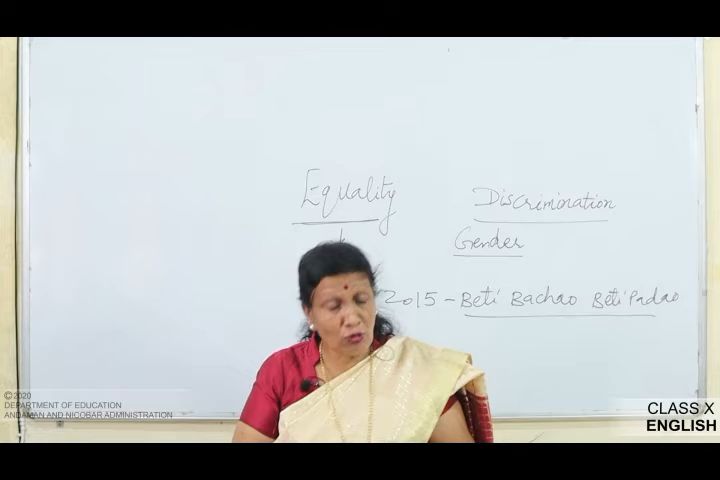 Equality Discrimination
Gender
2015 - Beti Bachao Beti Padao
©2020
DEPARTMENT OF EDUCATION
ANDAMAN AND NICOBAR ADMINISTRATION
CLASS X
ENGLISH